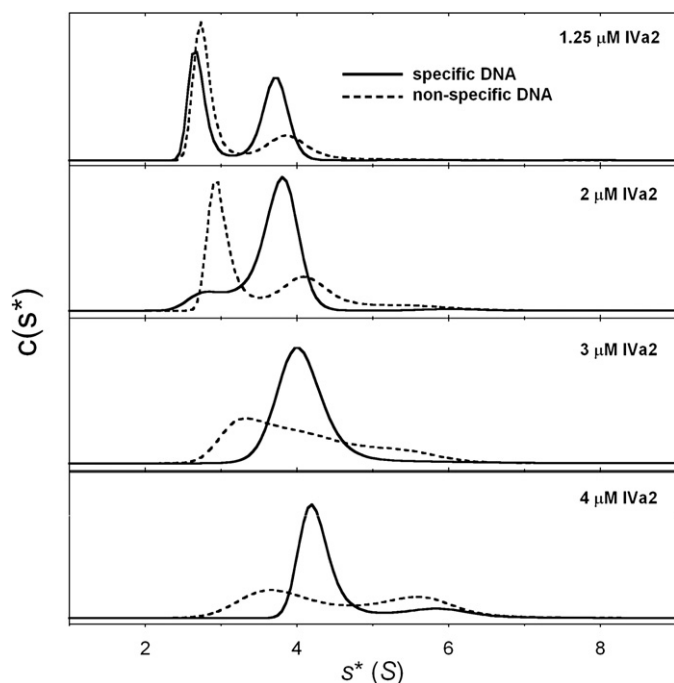 1.25 μM IVa2
specific DNA
non-specific DNA
2 μM IVa2
c(s*)
3 μM IVa2
4 μM IVa2
2 4 6 8
s* (S)